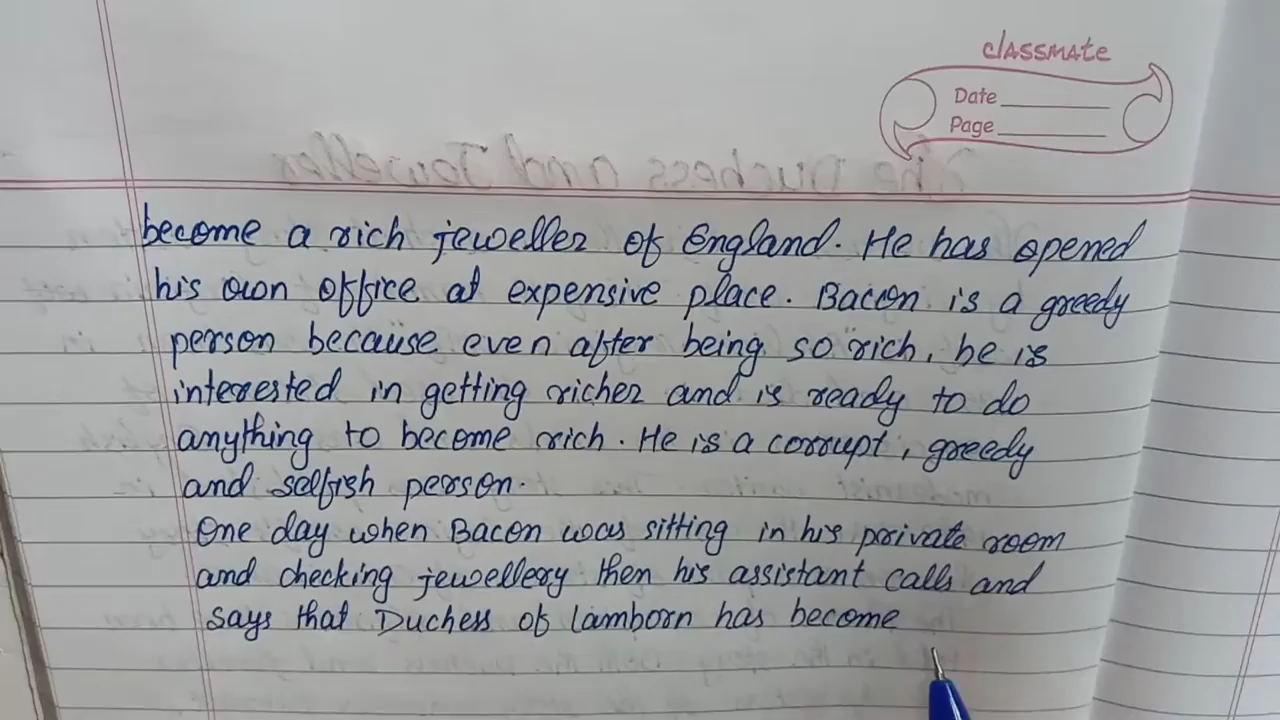 classmate
Date
Page
become a rich jeweller of England. He has opened
his own office at expensive place. Bacon is a greedy
person because even after being so rich, he is
interested in getting richer and is ready to do
anything to become rich. He is a corrupt, greedy
and selfish person.
One day when Bacon was sitting in his private room
and checking jewellery then his assistant calls and
says that Duchess of Lamborn has become